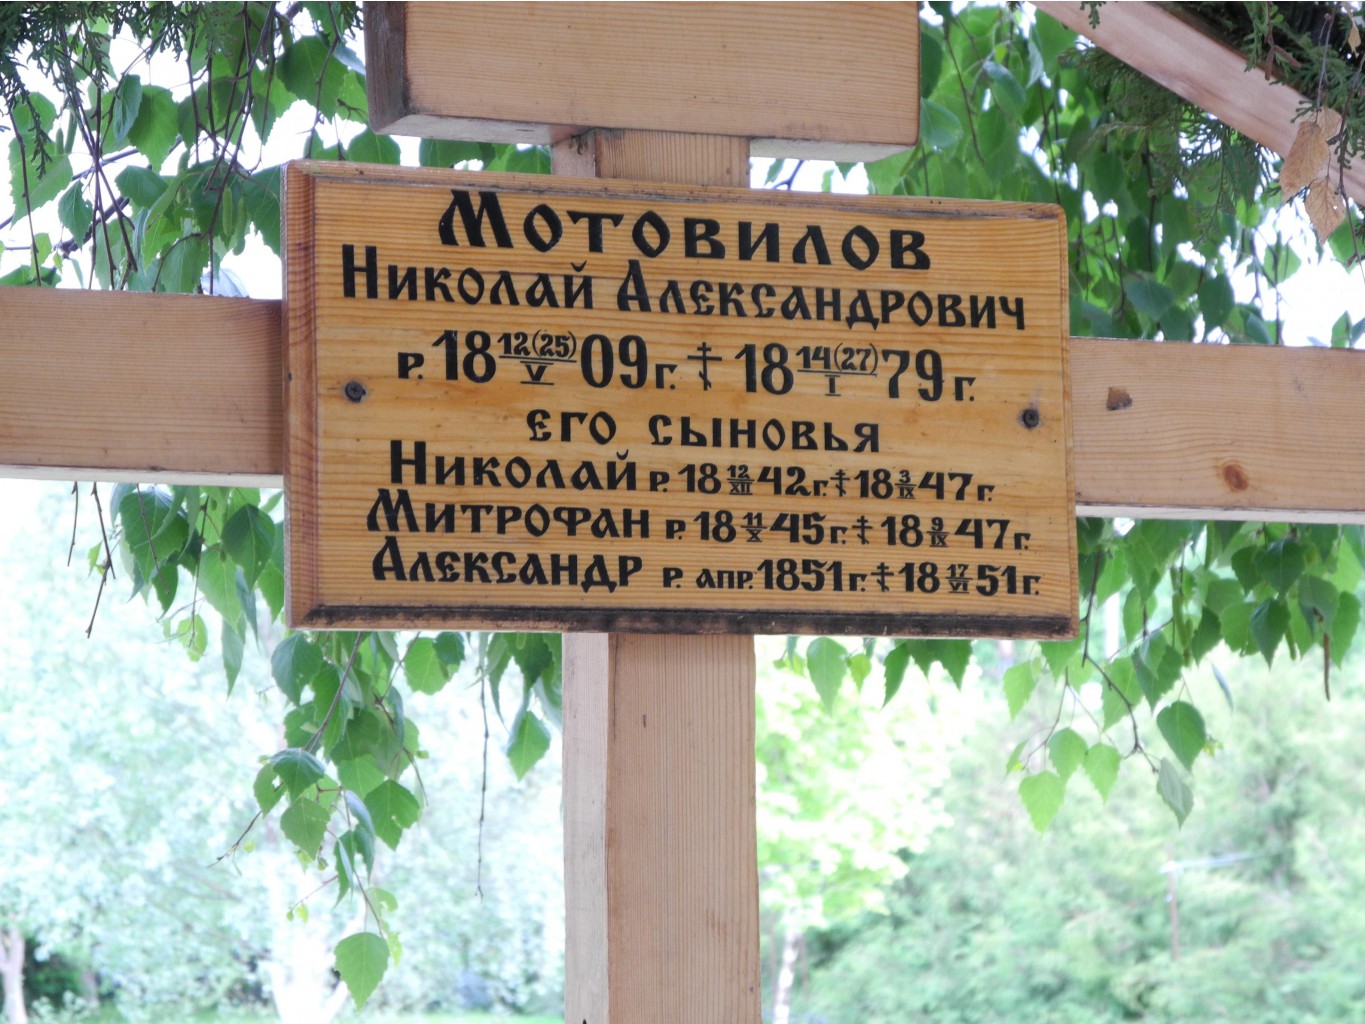 Мотовилов
Николай Александрович
р. 18 12(25)/V 09 г. ☦ 18 14(27)/I 79 г.
его сыновья
Николай р. 18 12/XII 42 г. ☦ 18 3/IX 47 г.
Митрофан р. 18 11/X 45 г. ☦ 18 9/IX 47 г.
Александр р. апр. 1851 г. ☦ 18 17/VI 51 г.